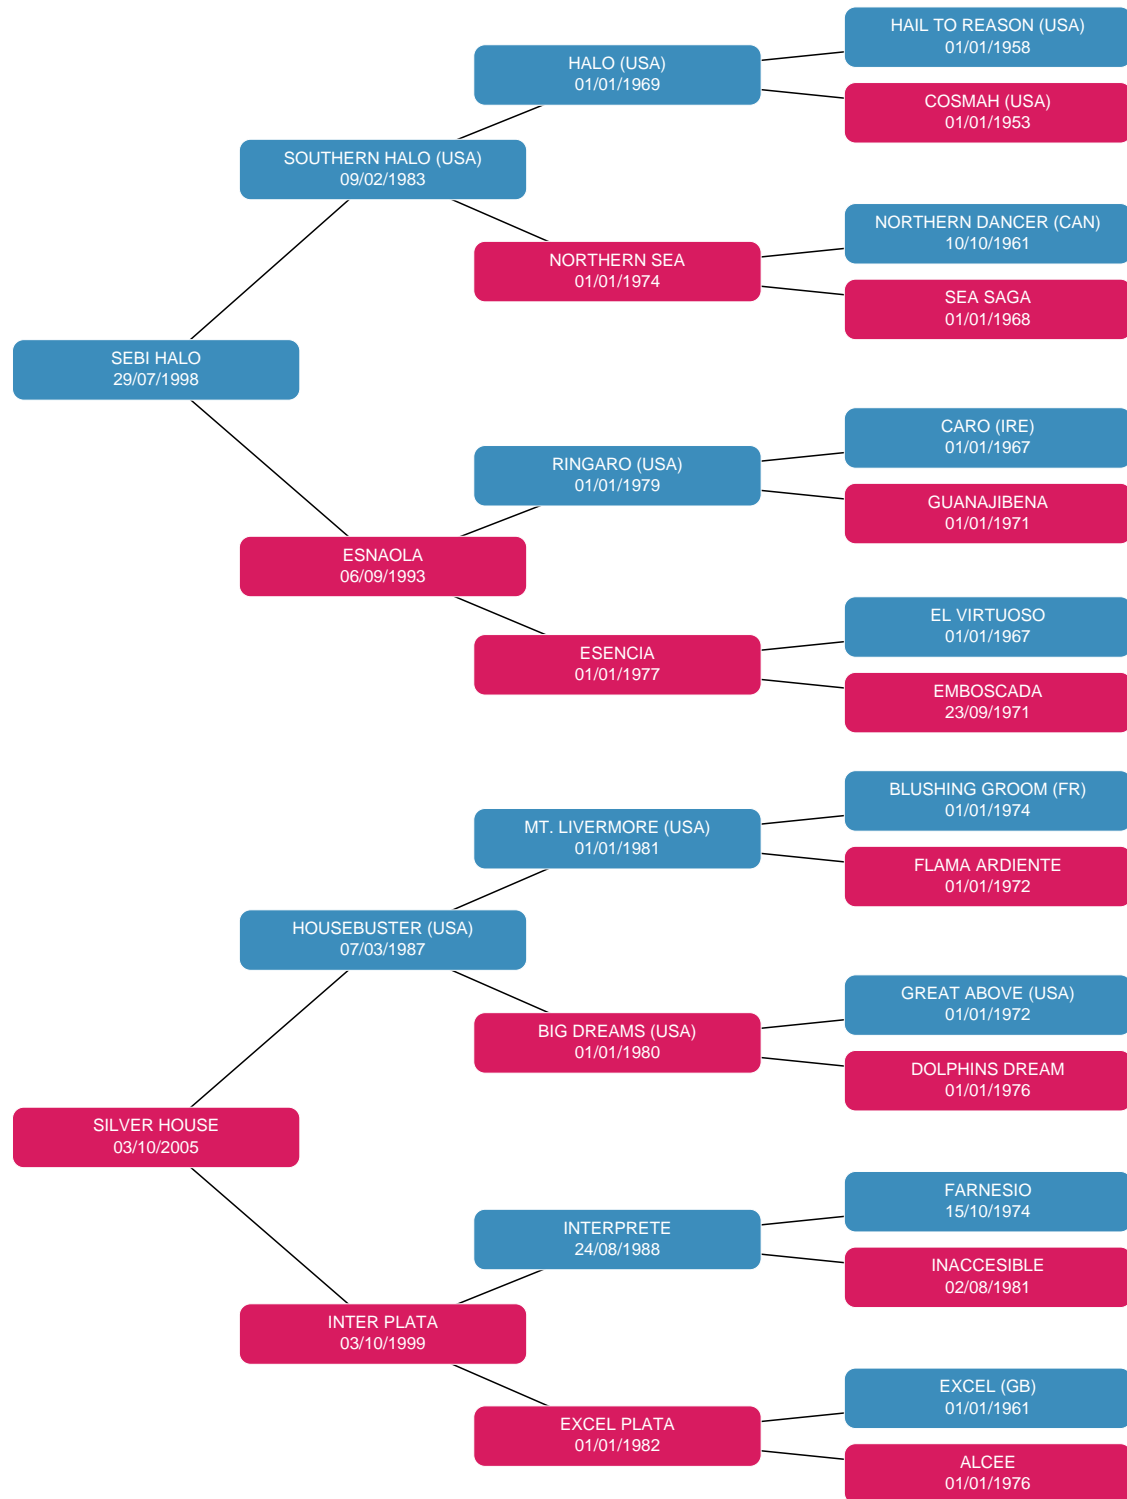 HAIL TO REASON (USA)
01/01/1958
HALO (USA)
01/01/1969
COSMAH (USA)
01/01/1953
SOUTHERN HALO (USA)
09/02/1983
NORTHERN DANCER (CAN)
10/10/1961
NORTHERN SEA
01/01/1974
SEA SAGA
01/01/1968
SEBI HALO
29/07/1998
CARO (IRE)
01/01/1967
RINGARO (USA)
01/01/1979
GUANAJIBENA
01/01/1971
ESNAOLA
06/09/1993
EL VIRTUOSO
01/01/1967
ESENCIA
01/01/1977
EMBOSCADA
23/09/1971
BLUSHING GROOM (FR)
01/01/1974
MT. LIVERMORE (USA)
01/01/1981
FLAMA ARDIENTE
01/01/1972
HOUSEBUSTER (USA)
07/03/1987
GREAT ABOVE (USA)
01/01/1972
BIG DREAMS (USA)
01/01/1980
DOLPHINS DREAM
01/01/1976
SILVER HOUSE
03/10/2005
FARNESIO
15/10/1974
INTERPRETE
24/08/1988
INACCESIBLE
02/08/1981
INTER PLATA
03/10/1999
EXCEL (GB)
01/01/1961
EXCEL PLATA
01/01/1982
ALCEE
01/01/1976